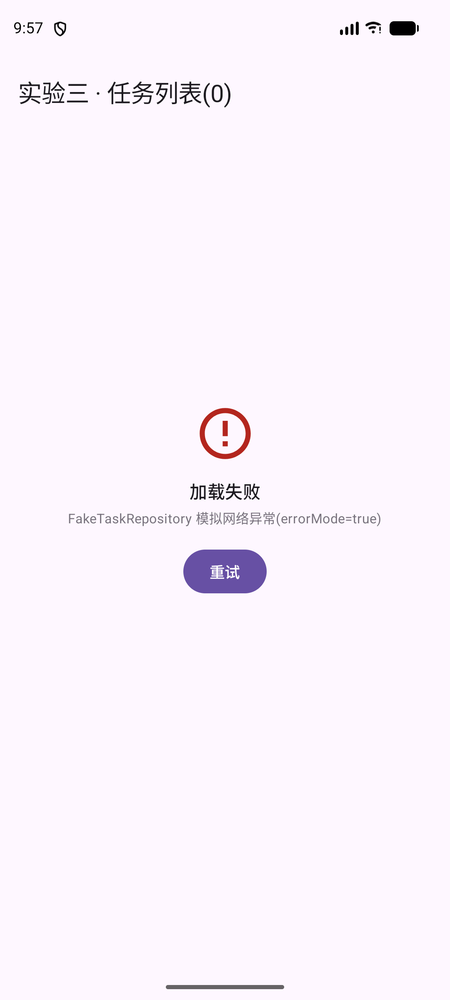 9:57
实验三 · 任务列表(0)
加载失败
FakeTaskRepository 模拟网络异常(errorMode=true)
重试